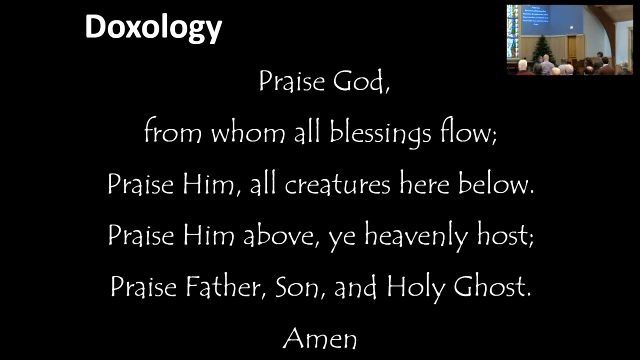 Doxology
Praise God,
from whom all blessings flow;
Praise Him, all creatures here below.
Praise Him above, ye heavenly host;
Praise Father, Son, and Holy Ghost.
Amen